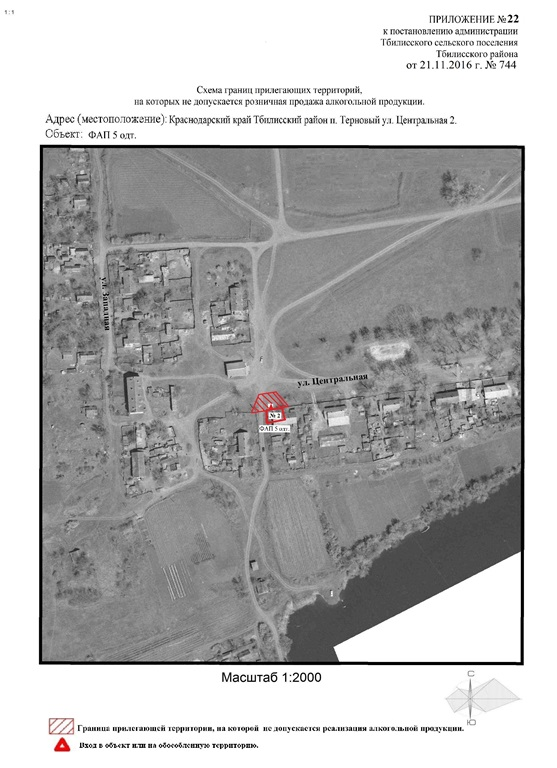 1:1
ПРИЛОЖЕНИЕ №22
к постановлению администрации
Тбилисского сельского поселения
Тбилисского района
от 21.11.2016 г. № 744
Схема границ прилегающих территорий,
на которых не допускается розничная продажа алкогольной продукции.
Адрес (местоположение): Краснодарский край Тбилисский район п. Терновый ул. Центральная 2.
Объект: ФАП 5 одт.
ул. Западная
ул. Центральная
№ 2
ФАП 5 одт.
Масштаб 1:2000
С
Ю
Граница прилегающей территории, на которой не допускается реализация алкогольной продукции.
Вход в объект или на обособленную территорию.